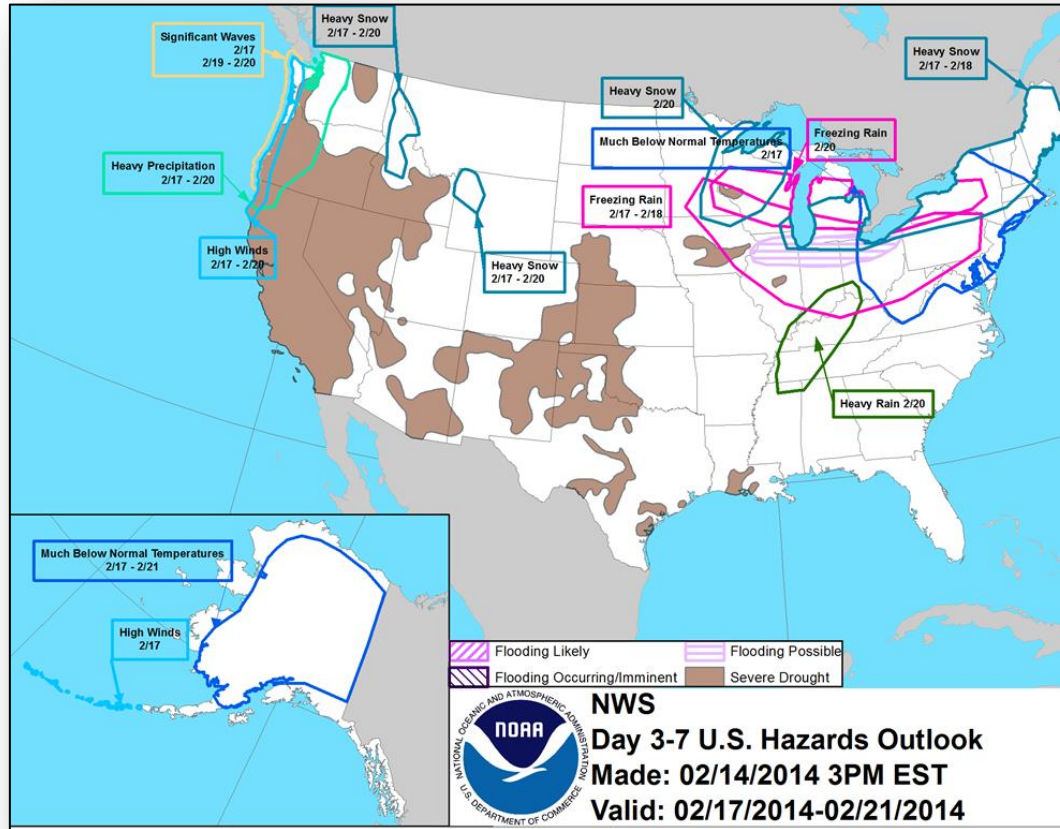 Heavy Snow
2/17 - 2/20
Significant Waves
2/17
2/19 - 2/20
Heavy Snow
2/17 - 2/18
Heavy Snow
2/20
Much Below Normal Temperatures
2/17
Freezing Rain
2/20
Heavy Precipitation
2/17 - 2/20
Freezing Rain
2/17 - 2/18
High Winds
2/17 - 2/20
Heavy Snow
2/17 - 2/20
Heavy Rain 2/20
Much Below Normal Temperatures
2/17 - 2/21
High Winds
2/17
Flooding Likely
Flooding Possible
Flooding Occurring/Imminent
Severe Drought
NATIONAL OCEANIC AND ATMOSPHERIC ADMINISTRATION
NOAA
U.S. DEPARTMENT OF COMMERCE
NWS
Day 3-7 U.S. Hazards Outlook
Made: 02/14/2014 3PM EST
Valid: 02/17/2014-02/21/2014